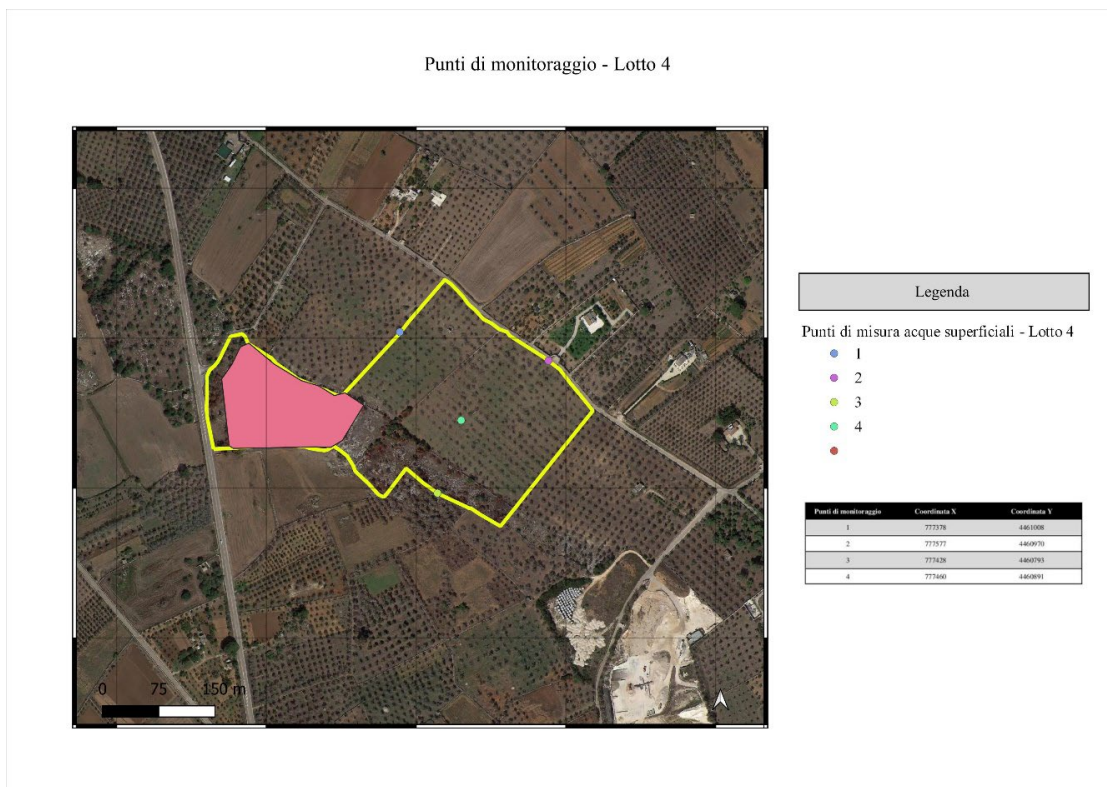 Punti di monitoraggio - Lotto 4
Legenda
Punti di misura acque superficiali - Lotto 4
1
2
3
4
Punti di monitoraggio Coordinata X Coordinata Y
1 777378 4461008
2 777577 4460970
3 777428 4460793
4 777460 4460891
0 75 150 m